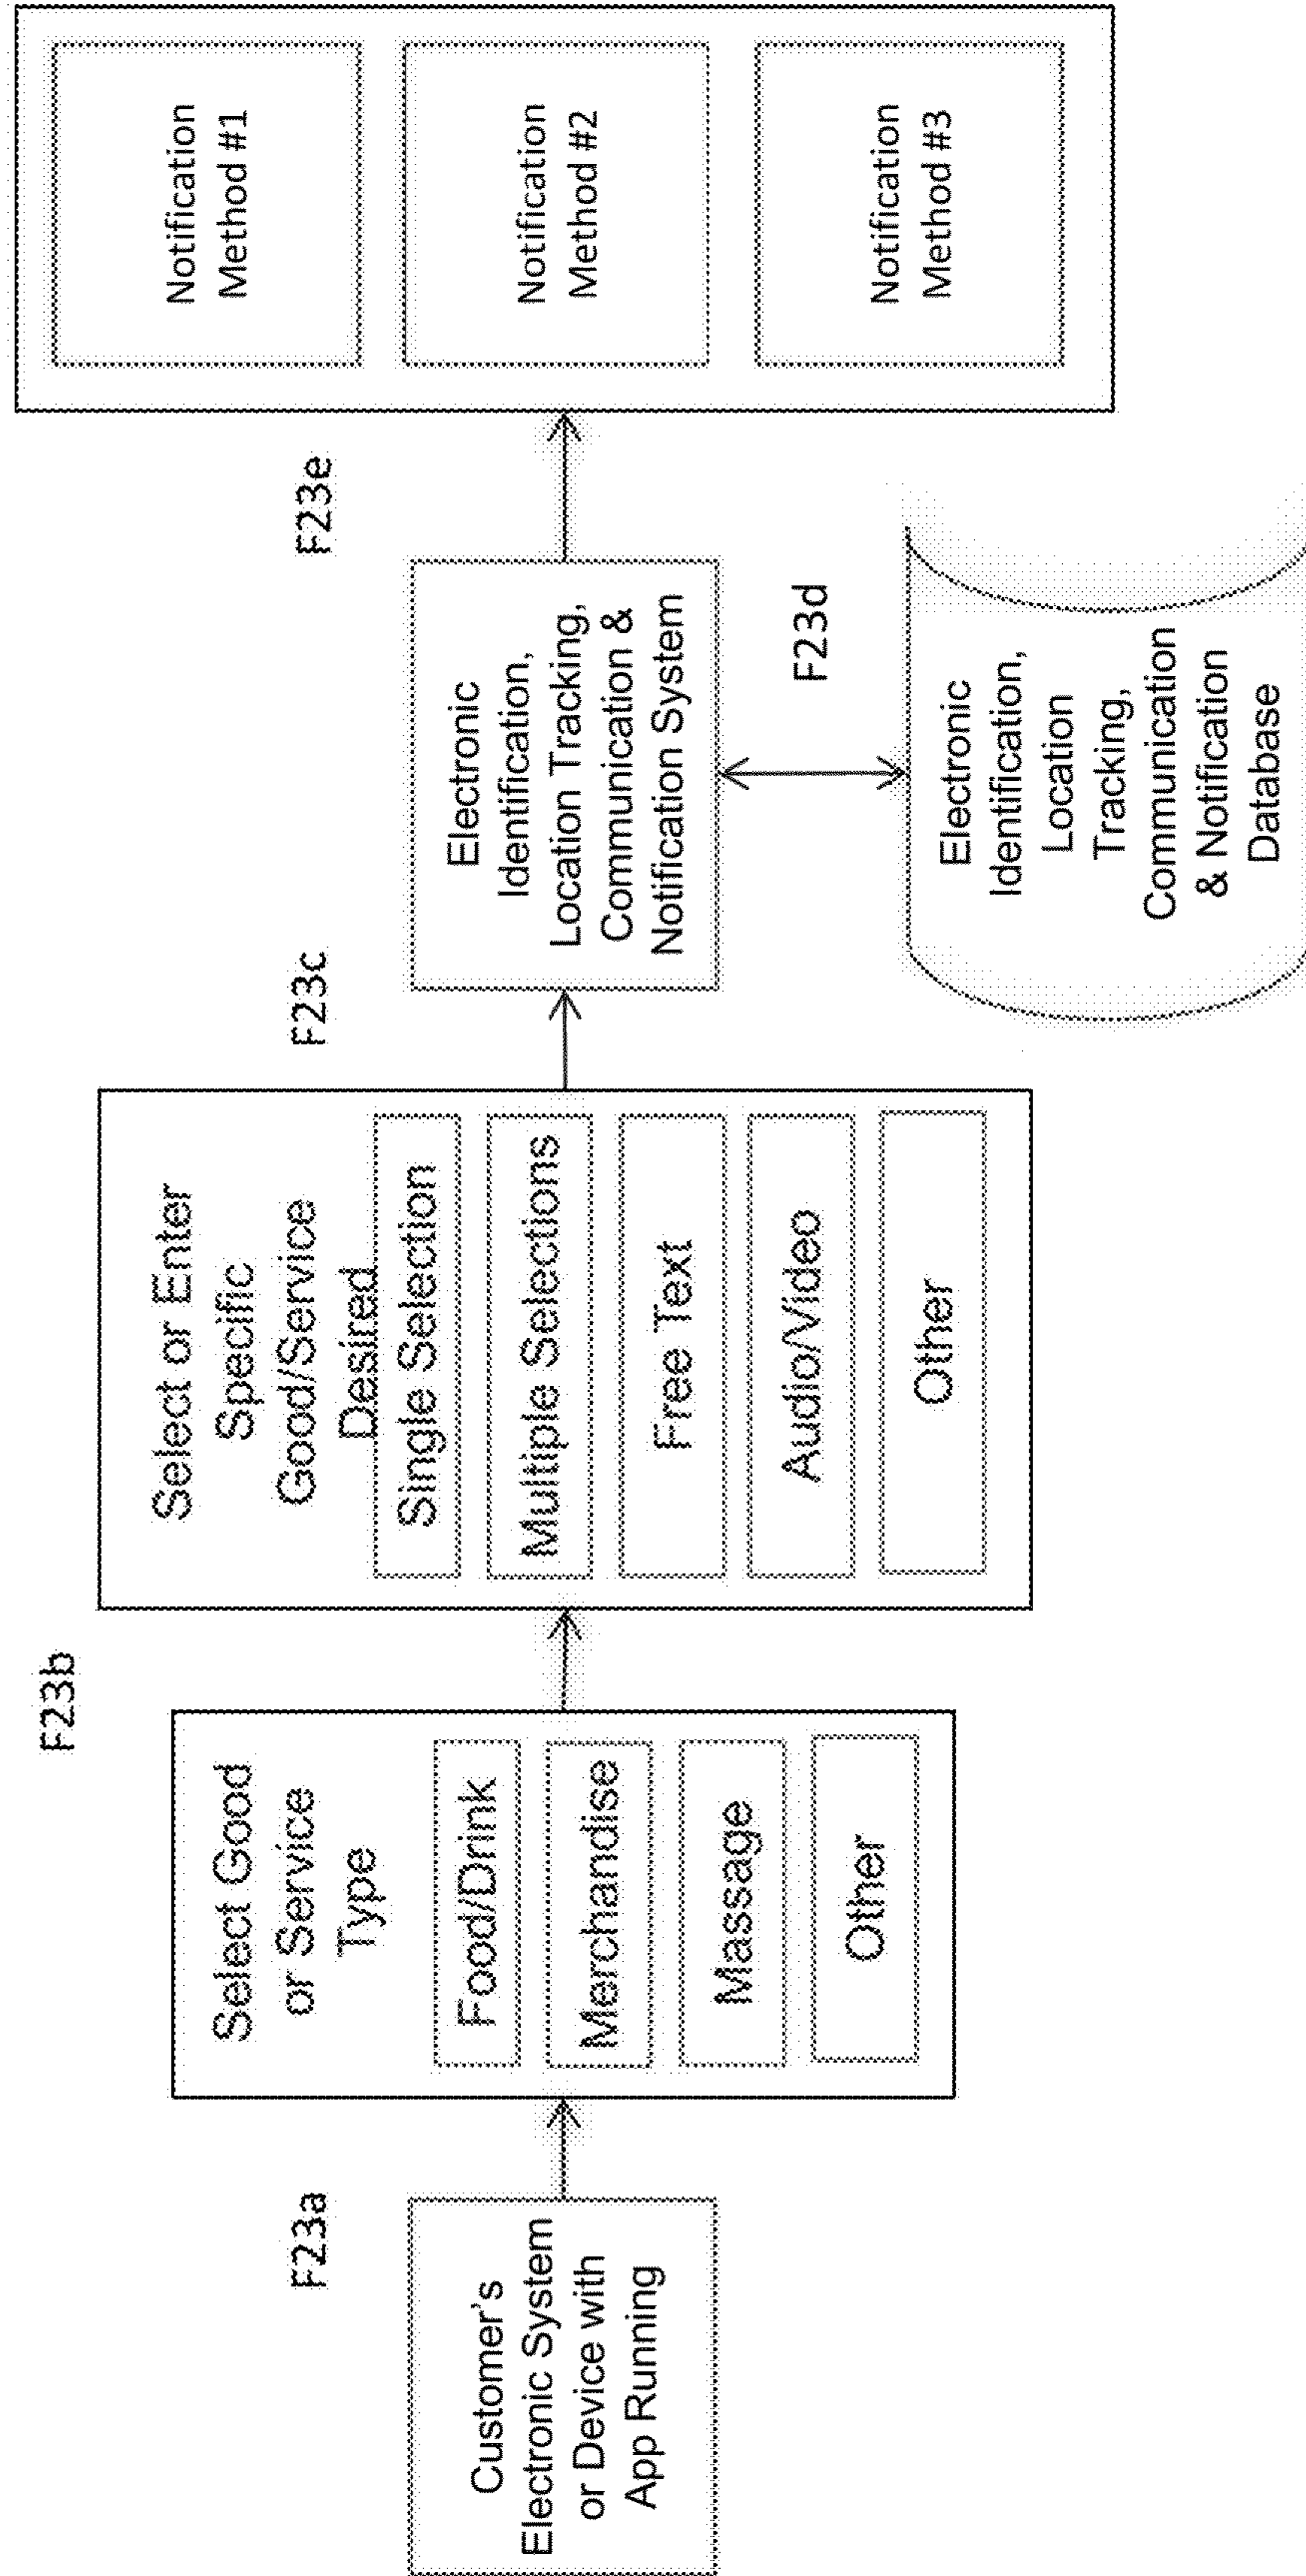 F23a
F23b
F23c
F23e
F23d
Customer's
Electronic System
or Device with
App Running
Select Good
or Service
Type
Food/Drink
Merchandise
Massage
Other
Select or Enter
Specific
Good/Service
Desired
Single Selection
Multiple Selections
Free Text
Audio/Video
Other
Electronic
Identification,
Location Tracking,
Communication &
Notification System
Electronic
Identification,
Location
Tracking,
Communication
& Notification
Database
Notification
Method #1
Notification
Method #2
Notification
Method #3